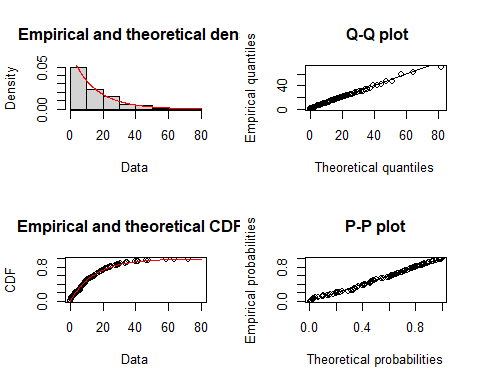 Empirical and theoretical den
Density
0.00
0.05
0 20 40 60 80
Data
Q-Q plot
Empirical quantiles
0
40
0 20 40 60 80
Theoretical quantiles
Empirical and theoretical CDF
CDF
0.0
0.8
0 20 40 60 80
Data
P-P plot
Empirical probabilities
0.0
0.8
0.0 0.4 0.8
Theoretical probabilities